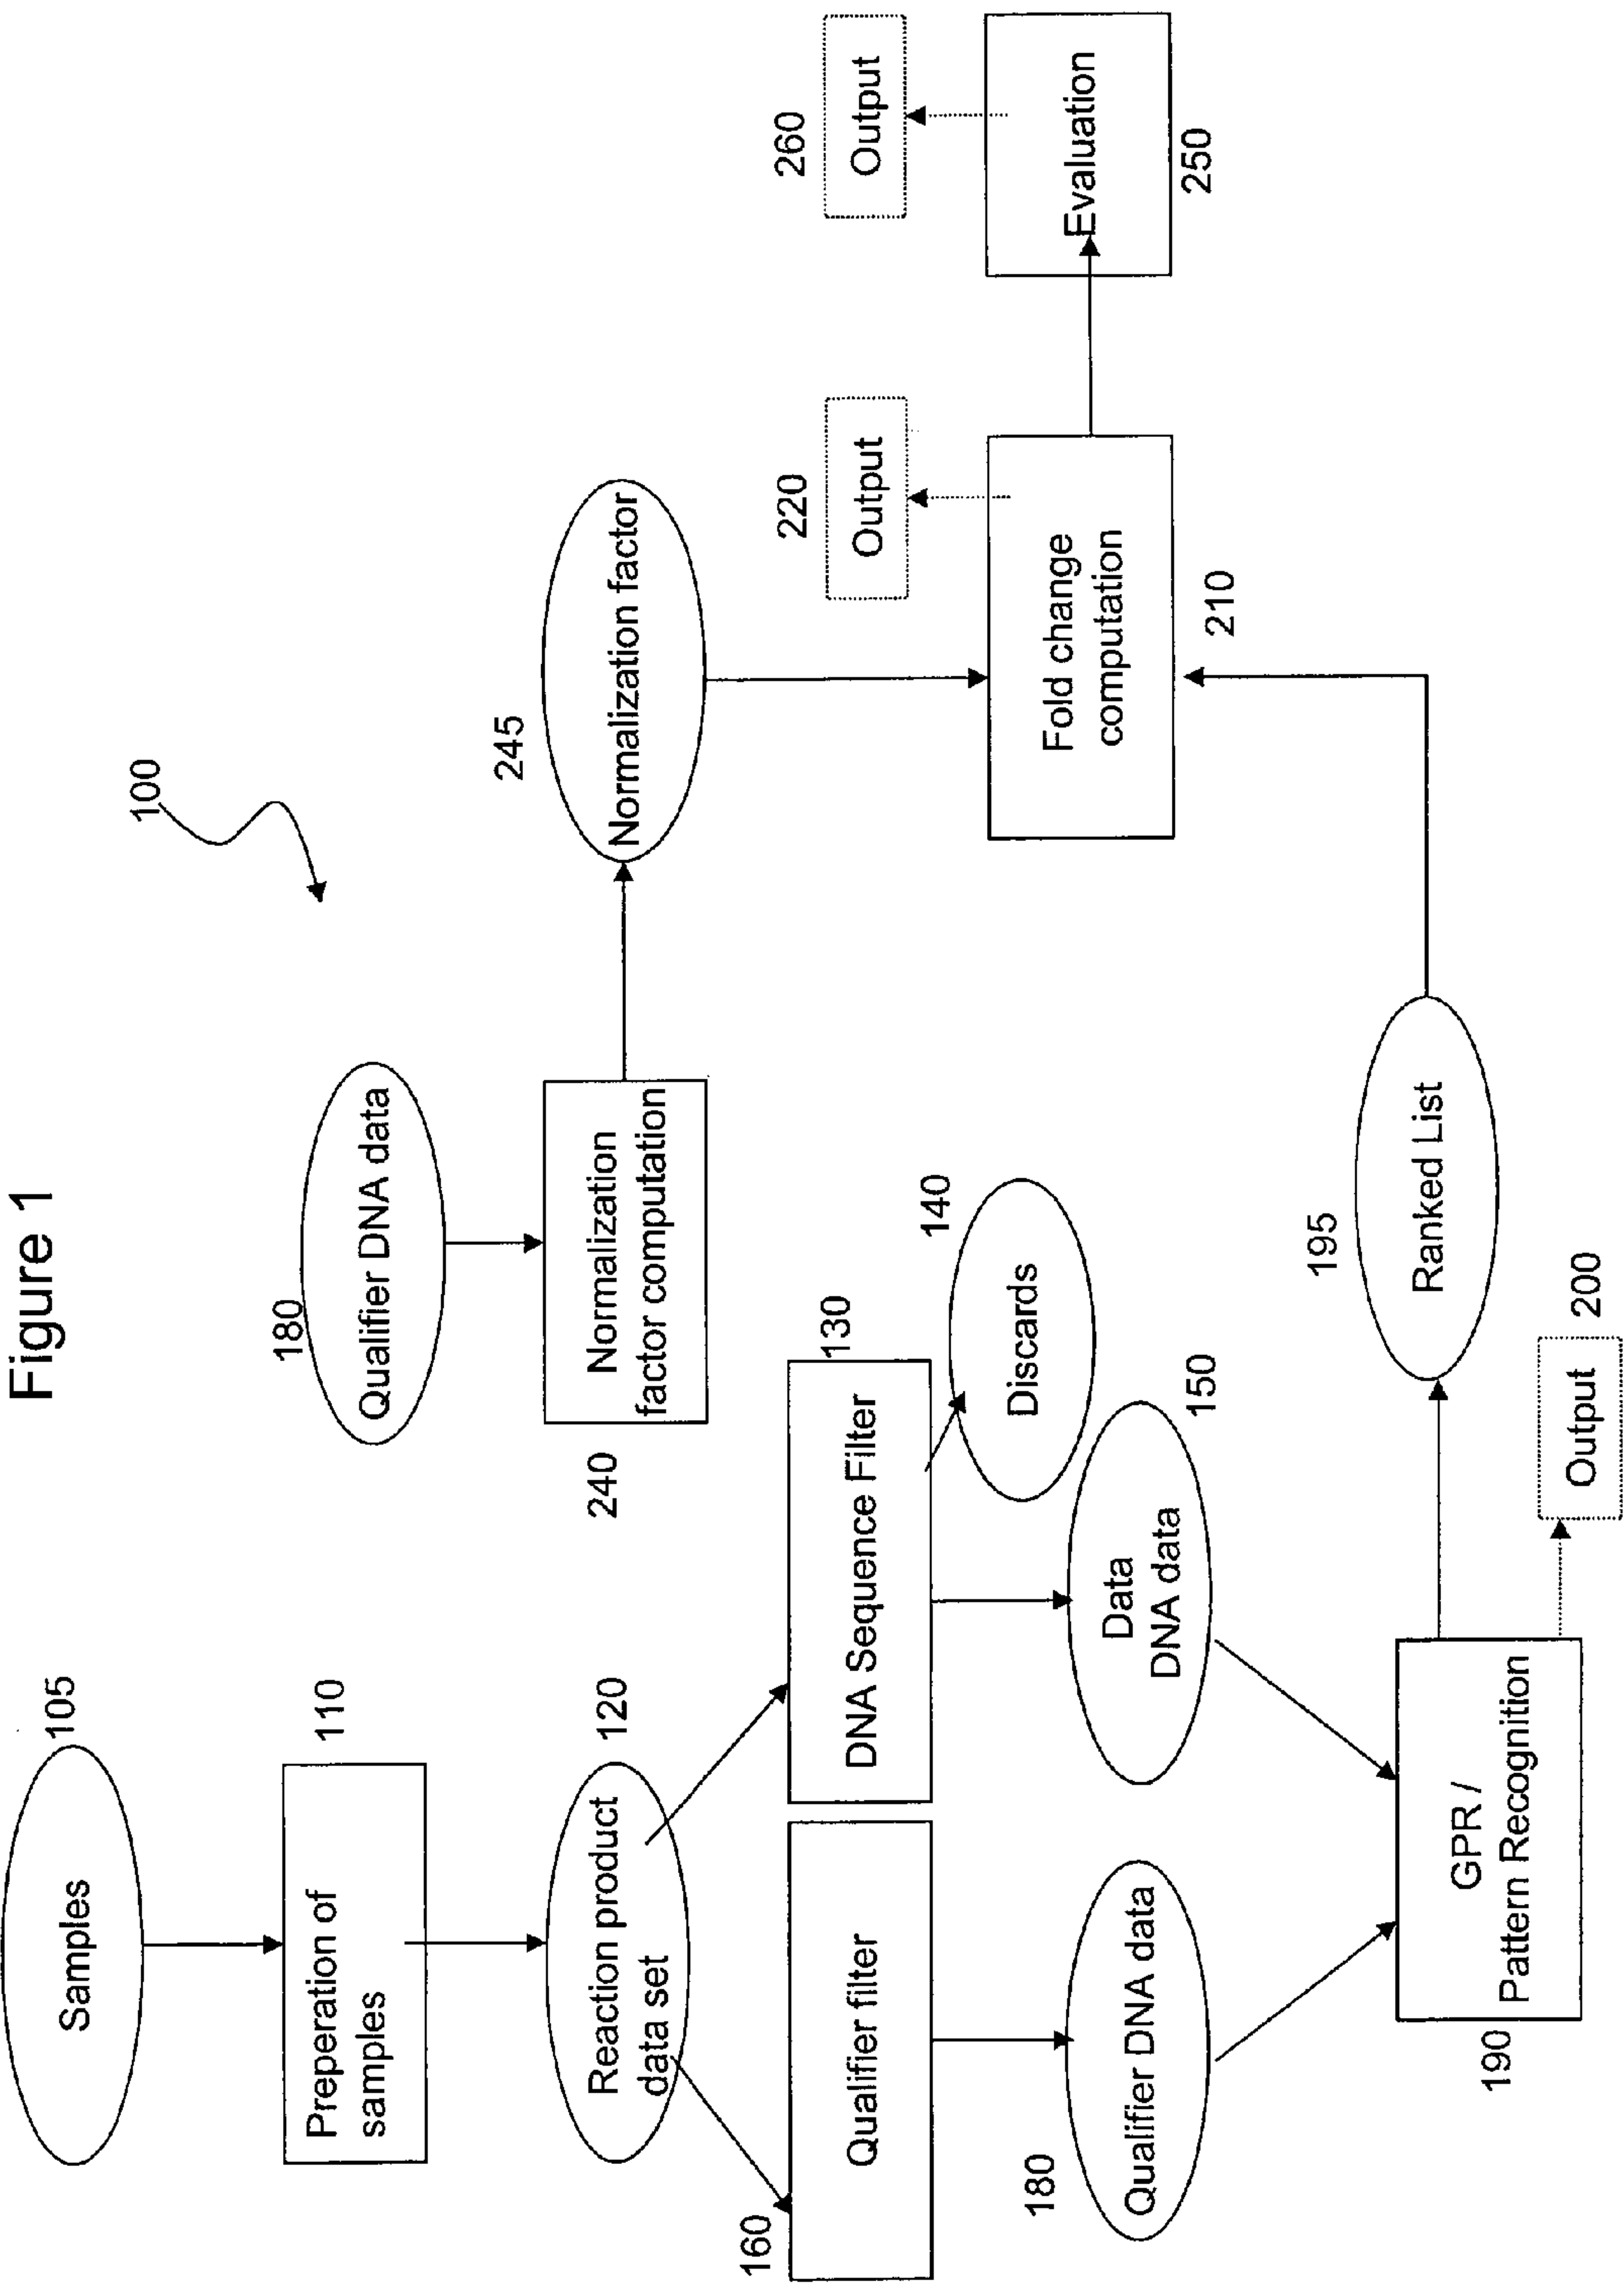 Figure 1
100
Samples
105
Preperation of
samples
110
Reaction product
data set
120
160
Qualifier filter
DNA Sequence Filter
130
Discards
140
180
Qualifier DNA data
Data
DNA data
150
190
GPR /
Pattern Recognition
Output
200
Ranked List
195
180
Qualifier DNA data
240
Normalization
factor computation
245
Normalization factor
220
Output
Fold change
computation
210
260
Output
Evaluation
250